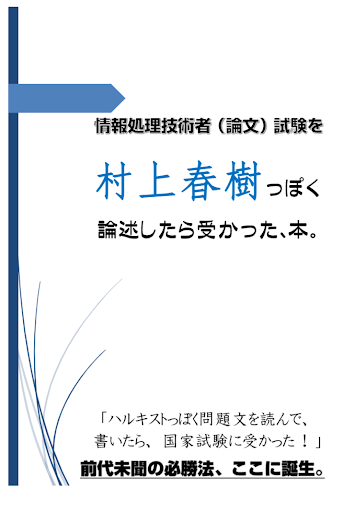 情報処理技術者（論文）試験を
村上春樹っぽく
論述したら受かった、本。
「ハルキストっぽく問題文を読んで、
書いたら、国家試験に受かった！」
前代未聞の必勝法、ここに誕生。